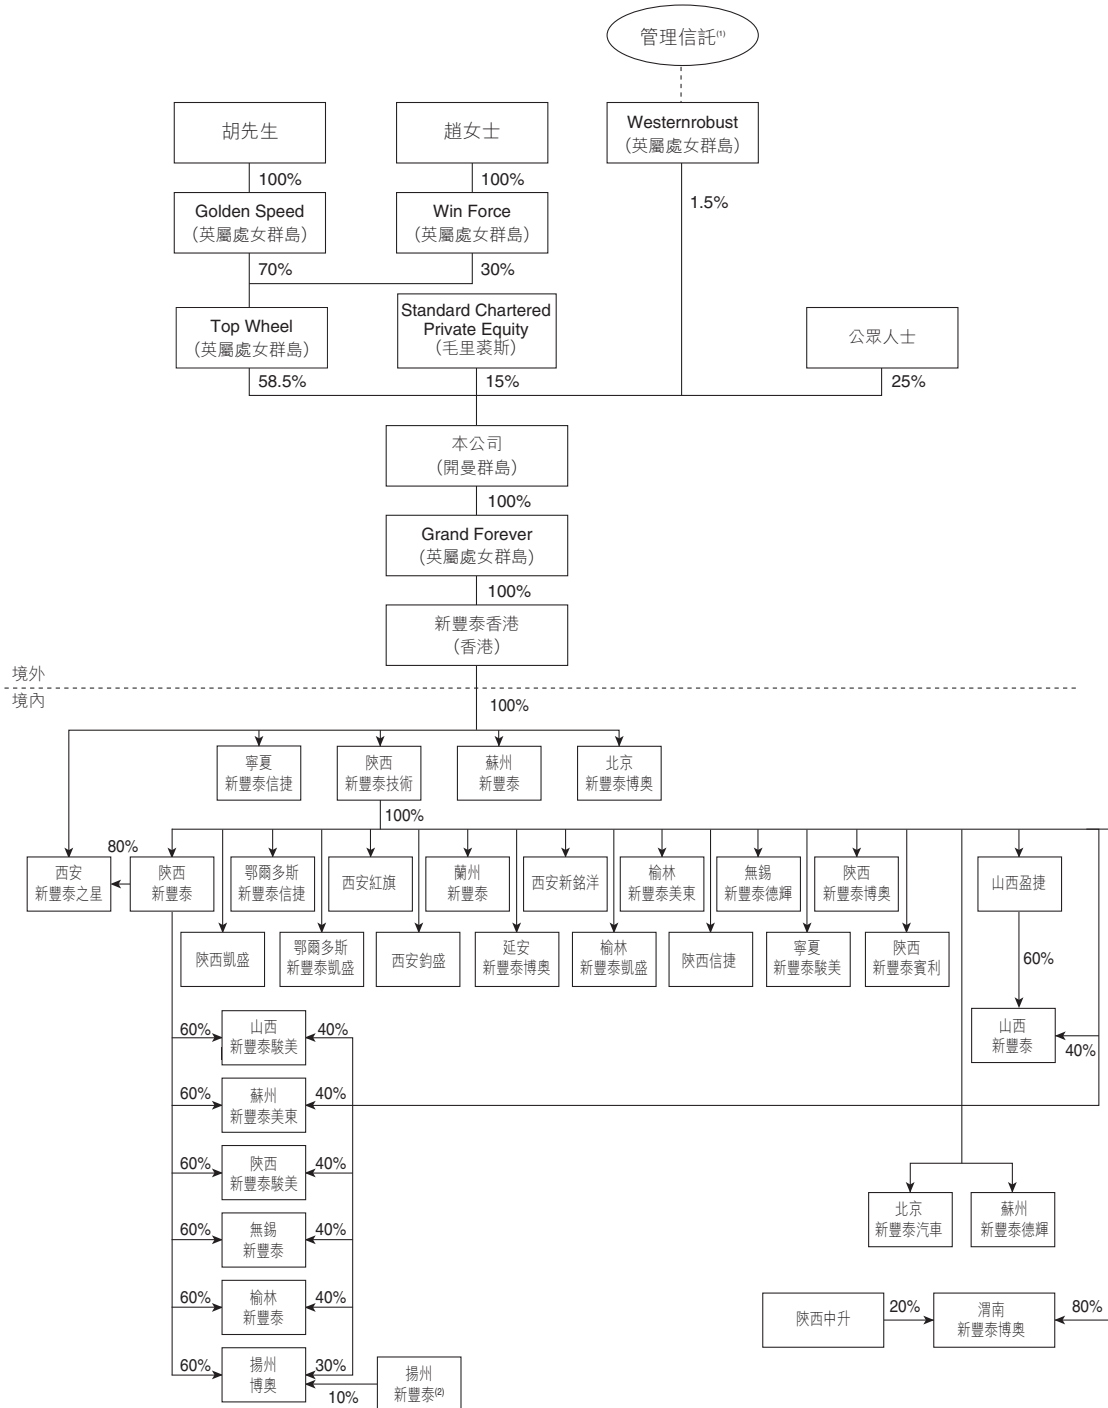 管理信託⁽¹⁾
胡先生
趙女士
Westernrobust
(英屬處女群島)
100%
100%
1.5%
Golden Speed
(英屬處女群島)
Win Force
(英屬處女群島)
70%
30%
Top Wheel
(英屬處女群島)
Standard Chartered
Private Equity
(毛里裘斯)
公眾人士
58.5%
15%
25%
本公司
(開曼群島)
100%
Grand Forever
(英屬處女群島)
100%
新豐泰香港
(香港)
境外
境內
100%
寧夏
新豐泰信捷
陝西
新豐泰技術
蘇州
新豐泰
北京
新豐泰博奧
100%
80%
西安
新豐泰之星
陝西
新豐泰
鄂爾多斯
新豐泰信捷
西安紅旗
蘭州
新豐泰
西安新銘洋
榆林
新豐泰美東
無錫
新豐泰德輝
陝西
新豐泰博奧
山西盈捷
陝西凱盛
鄂爾多斯
新豐泰凱盛
西安鈞盛
延安
新豐泰博奧
榆林
新豐泰凱盛
陝西信捷
寧夏
新豐泰駿美
陝西
新豐泰賓利
60%
山西
新豐泰
40%
60%
山西
新豐泰駿美
40%
60%
蘇州
新豐泰美東
40%
60%
陝西
新豐泰駿美
40%
北京
新豐泰汽車
蘇州
新豐泰德輝
60%
無錫
新豐泰
40%
60%
榆林
新豐泰
40%
陝西中升
20%
渭南
新豐泰博奧
80%
60%
揚州
博奧
30%
10%
揚州
新豐泰⁽²⁾